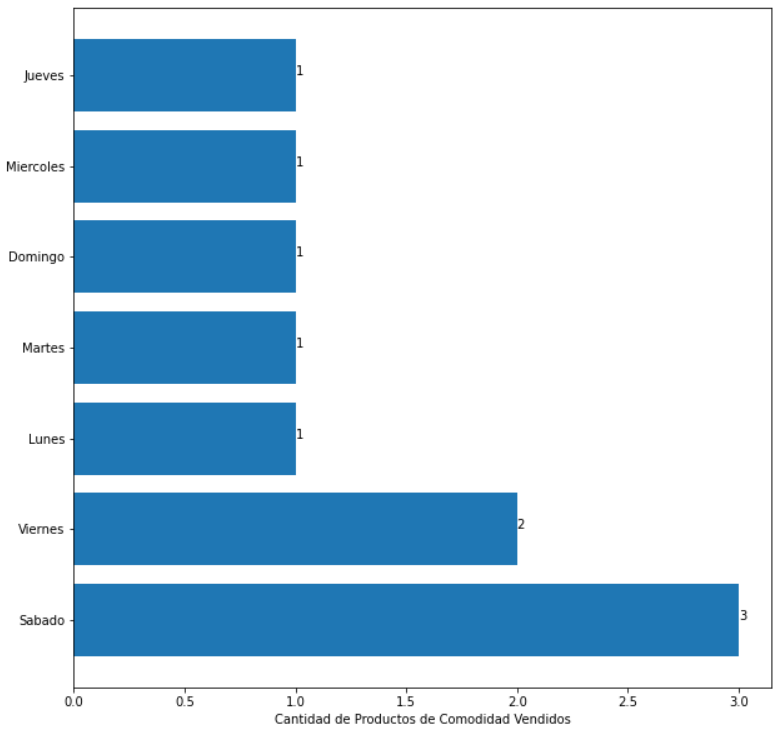 Jueves 1
Miercoles 1
Domingo 1
Martes 1
Lunes 1
Viernes 2
Sabado 3
0.0 0.5 1.0 1.5 2.0 2.5 3.0
Cantidad de Productos de Comodidad Vendidos